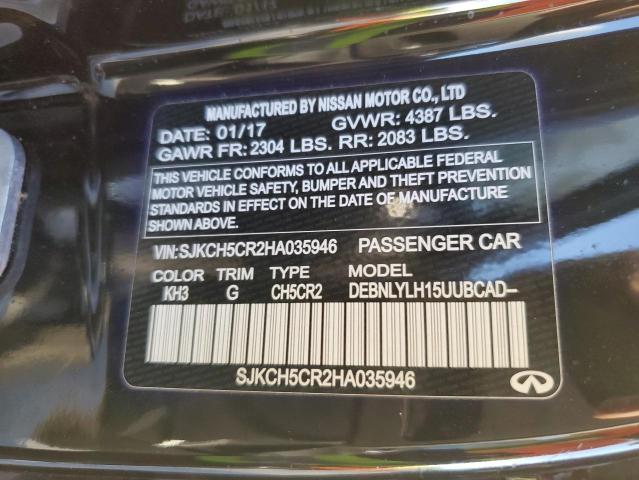 MANUFACTURED BY NISSAN MOTOR CO., LTD
DATE: 01/17 GVWR: 4387 LBS.
GAWR FR: 2304 LBS. RR: 2083 LBS.
THIS VEHICLE CONFORMS TO ALL APPLICABLE FEDERAL
MOTOR VEHICLE SAFETY, BUMPER AND THEFT PREVENTION
STANDARDS IN EFFECT ON THE DATE OF MANUFACTURE
SHOWN ABOVE.
VIN:SJKCH5CR2HA035946 PASSENGER CAR
COLOR TRIM TYPE MODEL
KH3 G CH5CR2 DEBNLYLH15UUBCAD-
SJKCH5CR2HA035946